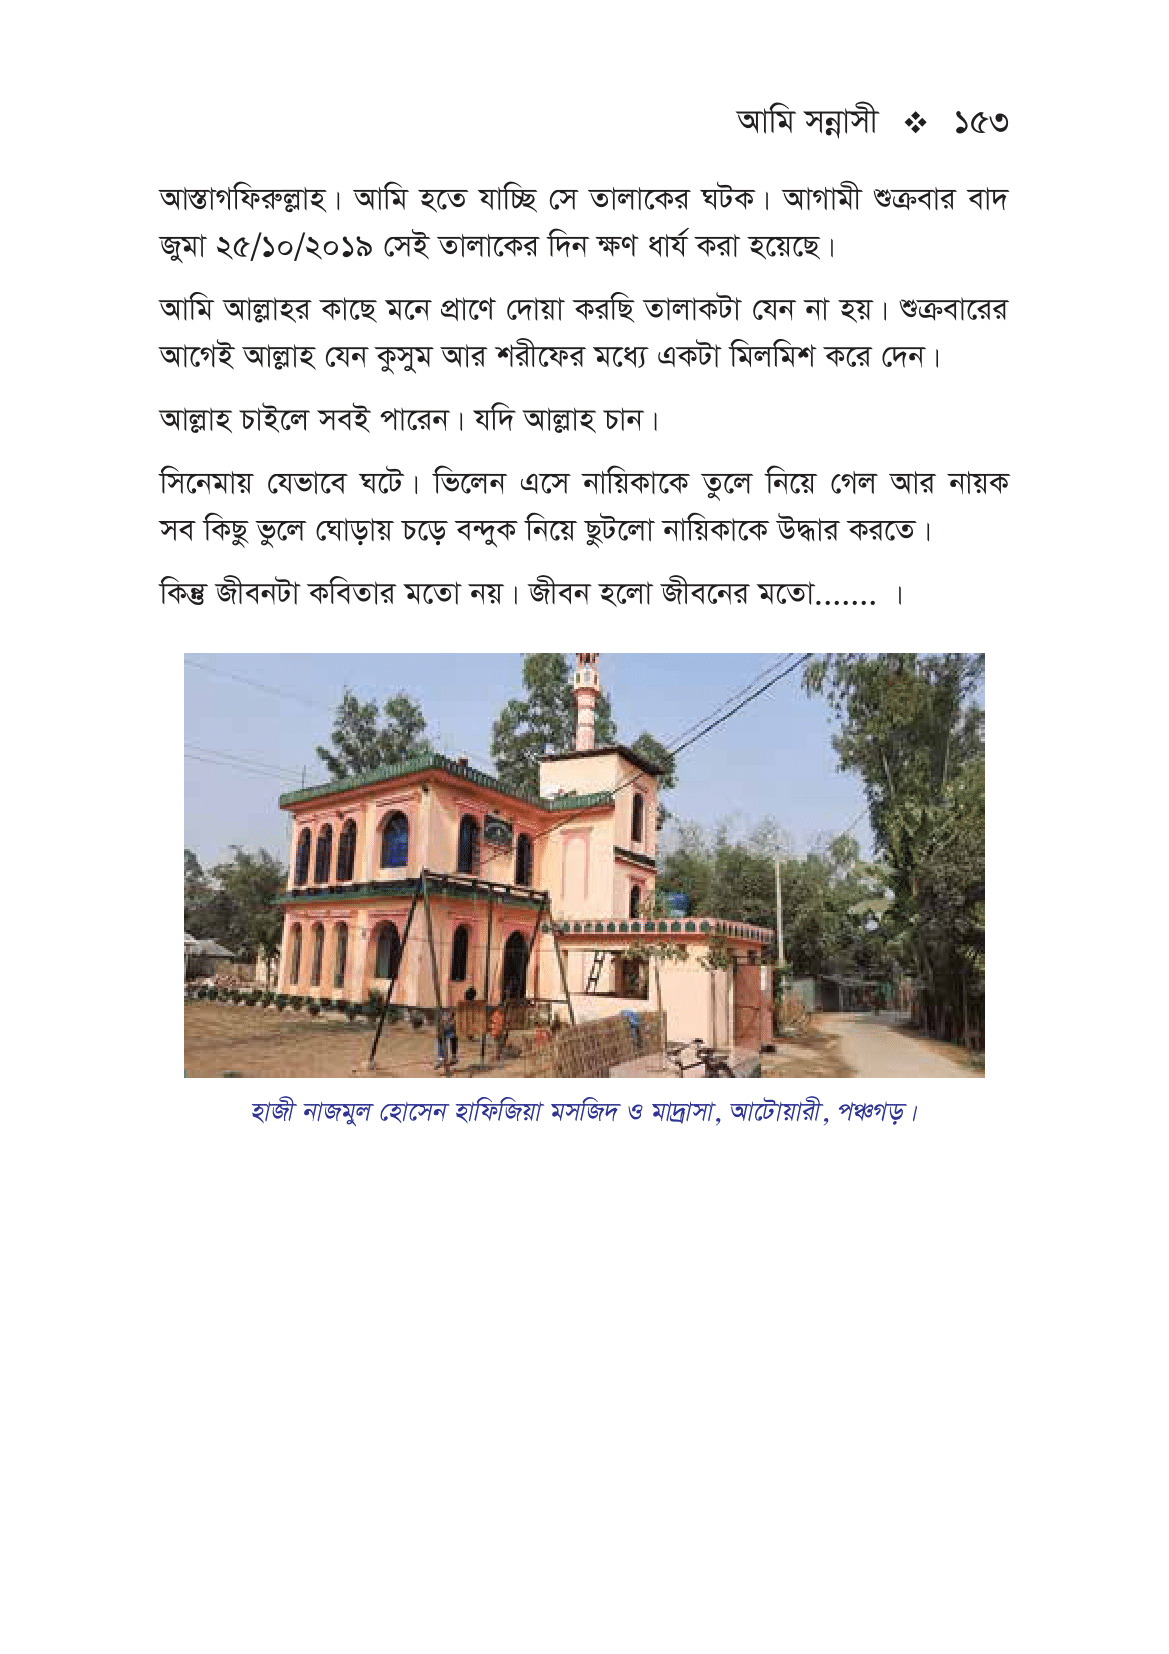 আমি সন্নাসী ❖ ১৫৩
আস্তাগফিরুল্লাহ। আমি হতে যাচ্ছি সে তালাকের ঘটক। আগামী শুক্রবার বাদ
জুমা ২৫/১০/২০১৯ সেই তালাকের দিন ক্ষণ ধার্য করা হয়েছে।
আমি আল্লাহর কাছে মনে প্রাণে দোয়া করছি তালাকটা যেন না হয়। শুক্রবারের
আগেই আল্লাহ যেন কুসুম আর শরীফের মধ্যে একটা মিলমিশ করে দেন।
আল্লাহ চাইলে সবই পারেন। যদি আল্লাহ চান।
সিনেমায় যেভাবে ঘটে। ভিলেন এসে নায়িকাকে তুলে নিয়ে গেল আর নায়ক
সব কিছু ভুলে ঘোড়ায় চড়ে বন্দুক নিয়ে ছুটলো নায়িকাকে উদ্ধার করতে।
কিন্তু জীবনটা কবিতার মতো নয়। জীবন হলো জীবনের মতো....... ।
হাজী নাজমুল হোসেন হাফিজিয়া মসজিদ ও মাদ্রাসা, আটোয়ারী, পঞ্চগড়।